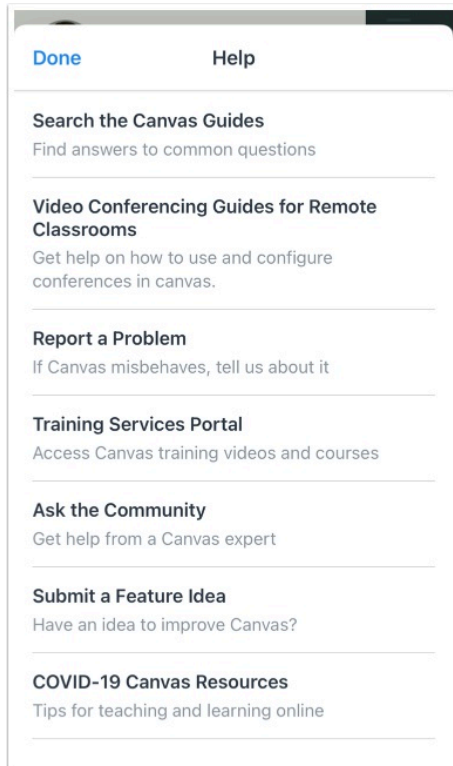 Done
Help
Search the Canvas Guides
Find answers to common questions
Video Conferencing Guides for Remote
Classrooms
Get help on how to use and configure
conferences in canvas.
Report a Problem
If Canvas misbehaves, tell us about it
Training Services Portal
Access Canvas training videos and courses
Ask the Community
Get help from a Canvas expert
Submit a Feature Idea
Have an idea to improve Canvas?
COVID-19 Canvas Resources
Tips for teaching and learning online